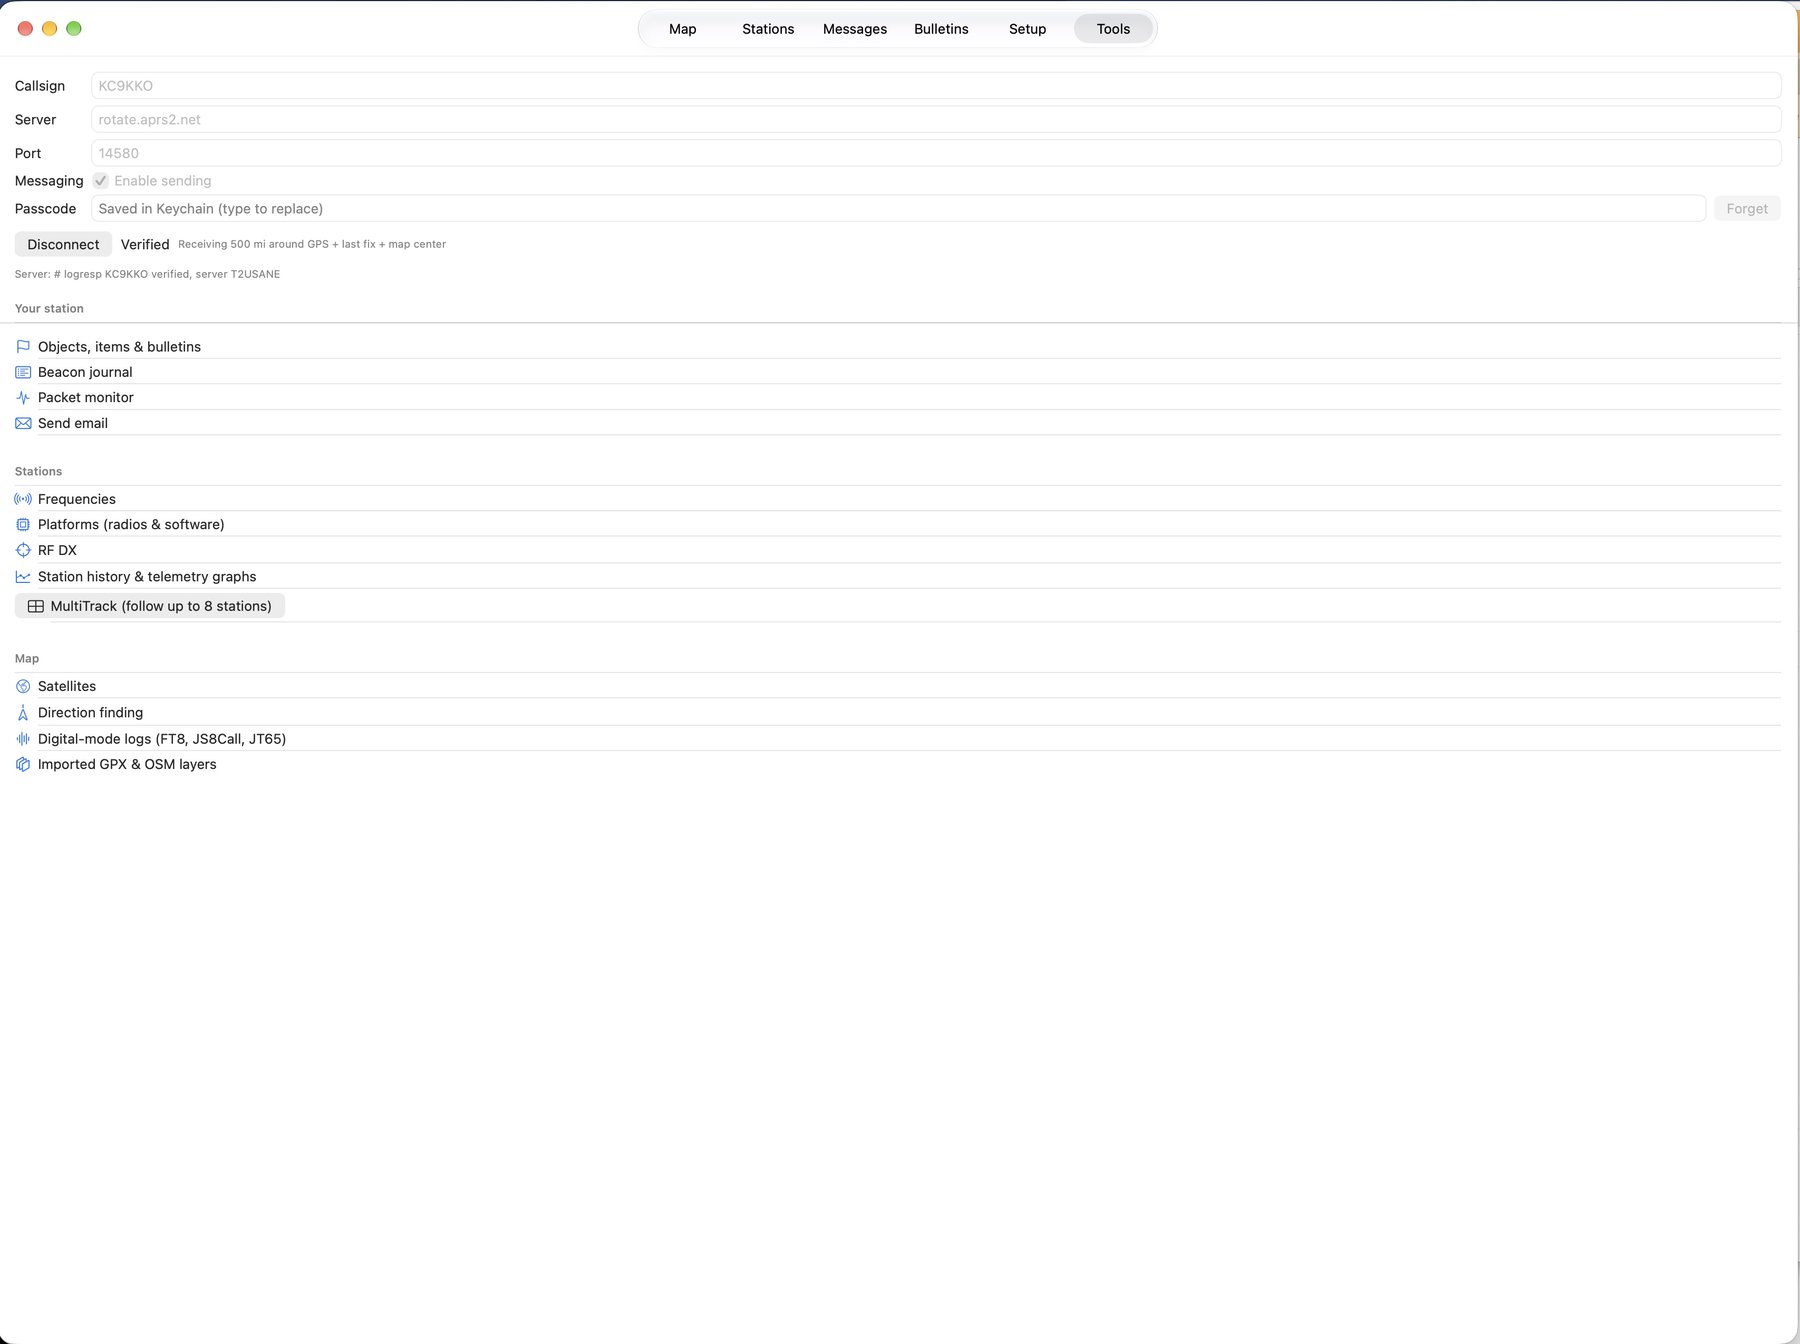 Map Stations Messages Bulletins Setup Tools
Callsign KC9KKO
Server rotate.aprs2.net
Port 14580
Messaging Enable sending
Passcode Saved in Keychain (type to replace) Forget
Disconnect Verified Receiving 500 mi around GPS + last fix + map center
Server: # logresp KC9KKO verified, server T2USANE
Your station
Objects, items & bulletins
Beacon journal
Packet monitor
Send email
Stations
Frequencies
Platforms (radios & software)
RF DX
Station history & telemetry graphs
MultiTrack (follow up to 8 stations)
Map
Satellites
Direction finding
Digital-mode logs (FT8, JS8Call, JT65)
Imported GPX & OSM layers